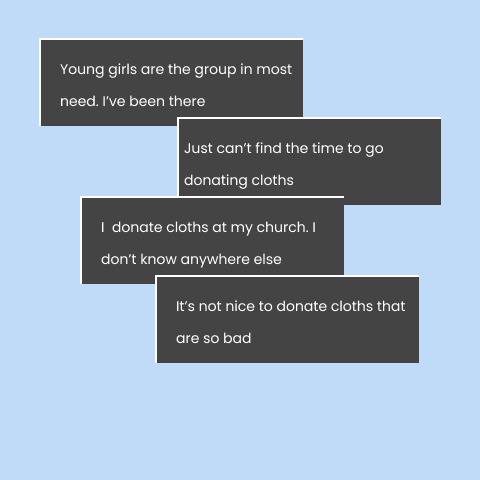 Young girls are the group in most
need. I’ve been there
Just can’t find the time to go
donating cloths
I  donate cloths at my church. I
don’t know anywhere else
It’s not nice to donate cloths that
are so bad